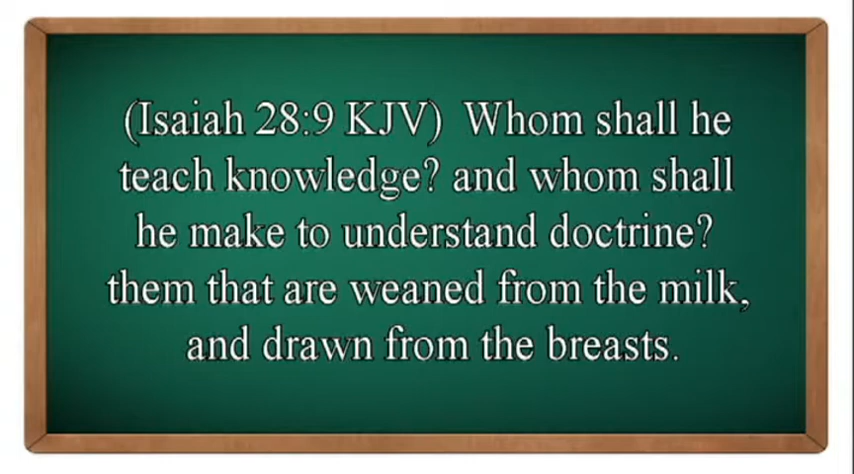 (Isaiah 28:9 KJV)  Whom shall he
teach knowledge? and whom shall
he make to understand doctrine?
them that are weaned from the milk,
and drawn from the breasts.